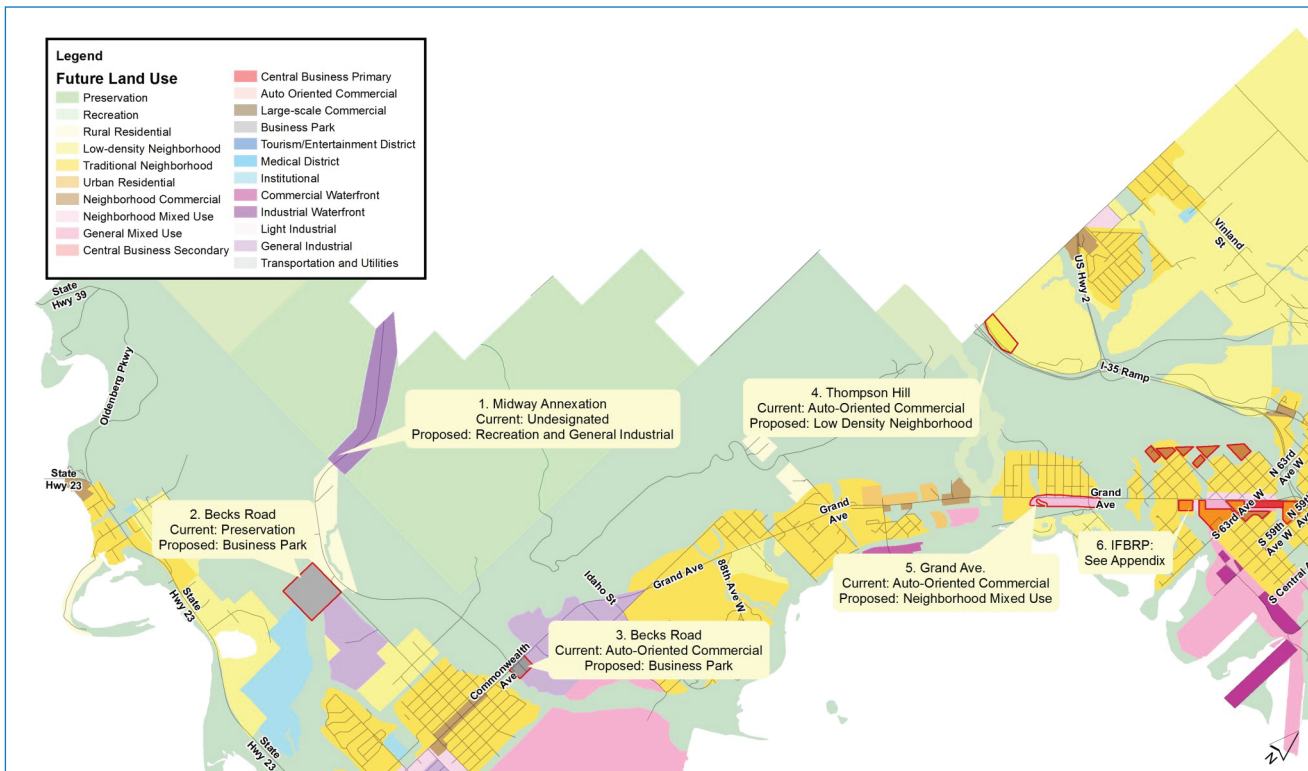 Legend
Future Land Use
Preservation
Recreation
Rural Residential
Low-density Neighborhood
Traditional Neighborhood
Urban Residential
Neighborhood Commercial
Neighborhood Mixed Use
General Mixed Use
Central Business Secondary
Central Business Primary
Auto Oriented Commercial
Large-scale Commercial
Business Park
Tourism/Entertainment District
Medical District
Institutional
Commercial Waterfront
Industrial Waterfront
Light Industrial
General Industrial
Transportation and Utilities
State
Hwy 39
Oldenberg Pkwy
State
Hwy 23
1. Midway Annexation
Current: Undesignated
Proposed: Recreation and General Industrial
2. Becks Road
Current: Preservation
Proposed: Business Park
State
Hwy 23
State
Hwy 23
Commonwealth
Ave
Idaho St
Grand Ave
88th Ave W
Grand
Ave
3. Becks Road
Current: Auto-Oriented Commercial
Proposed: Business Park
4. Thompson Hill
Current: Auto-Oriented Commercial
Proposed: Low Density Neighborhood
Vinland
St
US Hwy 2
I-35 Ramp
Grand
Ave
5. Grand Ave.
Current: Auto-Oriented Commercial
Proposed: Neighborhood Mixed Use
6. IFBRP:
See Appendix
N 63rd
Ave W
S 63rd Ave W
N 59th
Ave W
S 59th
Ave W
S Central A
N